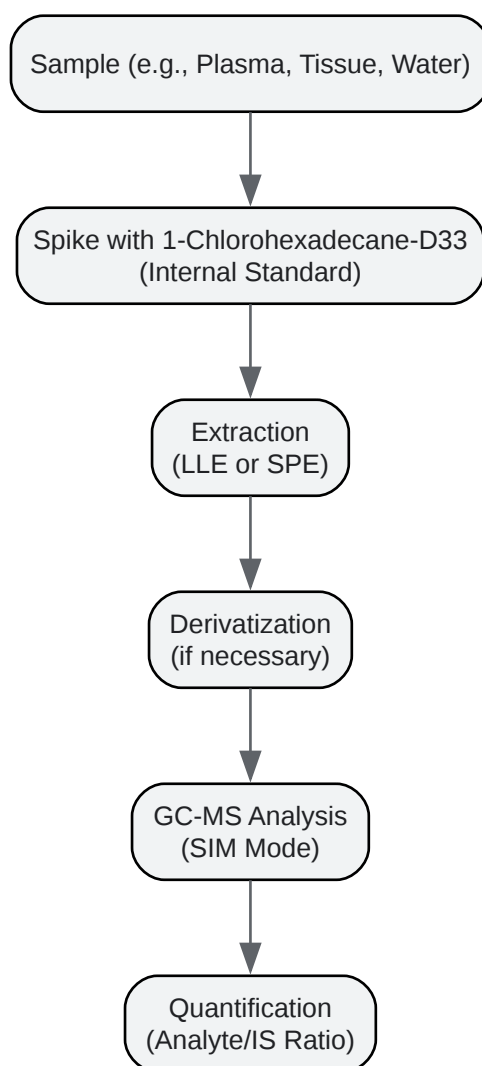 Sample (e.g., Plasma, Tissue, Water)
Spike with 1-Chlorohexadecane-D33
(Internal Standard)
Extraction
(LLE or SPE)
Derivatization
(if necessary)
GC-MS Analysis
(SIM Mode)
Quantification
(Analyte/IS Ratio)